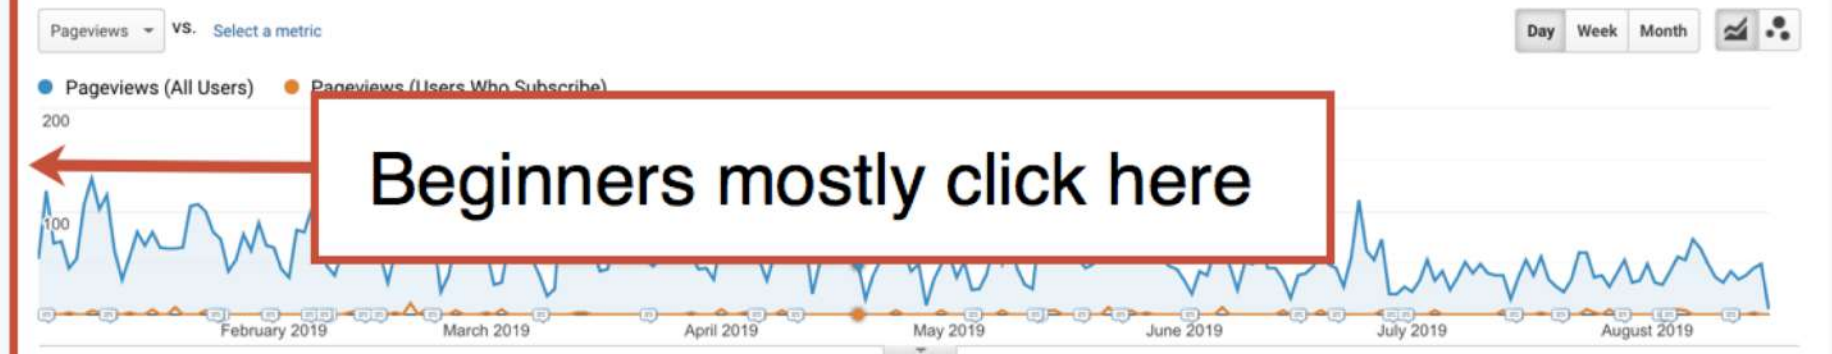 Pageviews vs. Select a metric Day Week Month
Pageviews (All Users) Pageviews (Users Who Subscribe)
200
Beginners mostly click here
100
February 2019 March 2019 April 2019 May 2019 June 2019 July 2019 August 2019